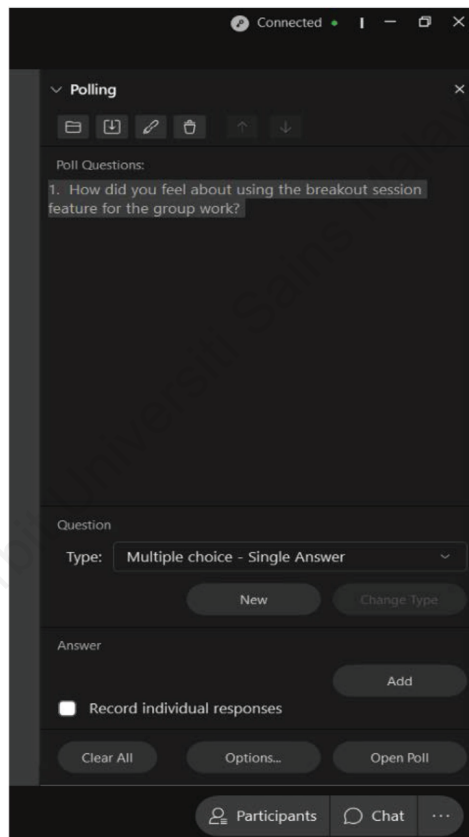 Connected
Polling
Poll Questions:
1. How did you feel about using the breakout session
feature for the group work?
Question
Type: Multiple choice - Single Answer
New
Change Type
Answer
Add
Record individual responses
Clear All
Options...
Open Poll
Participants
Chat
...